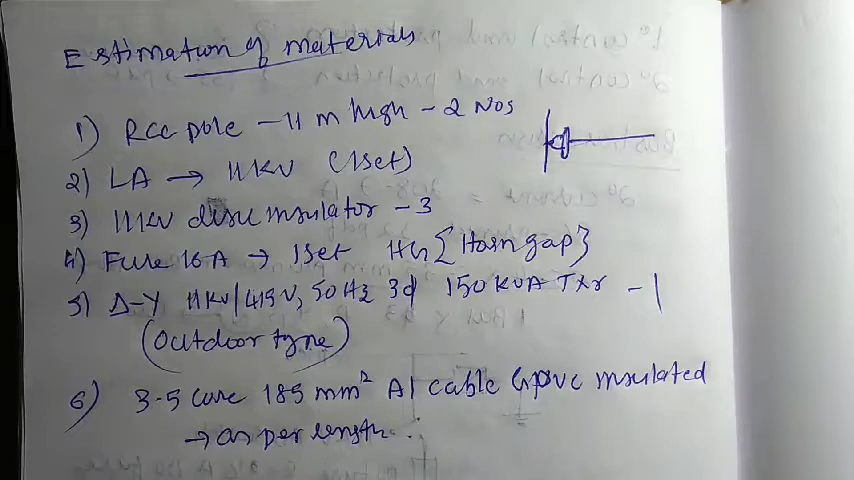 Estimation of materials
1) RCC pole - 11 m high - 2 Nos
2) LA → 11KV (1set)
3) 11KV disc insulator - 3
4) Fuse 16A → 1set HG {Horn gap}
5) Δ-Y 11KV/415V, 50Hz 3φ 150 KVA Txr - 1
(Outdoor type)
6) 3.5 core 185 mm² Al cable PVC insulated
→ as per length.